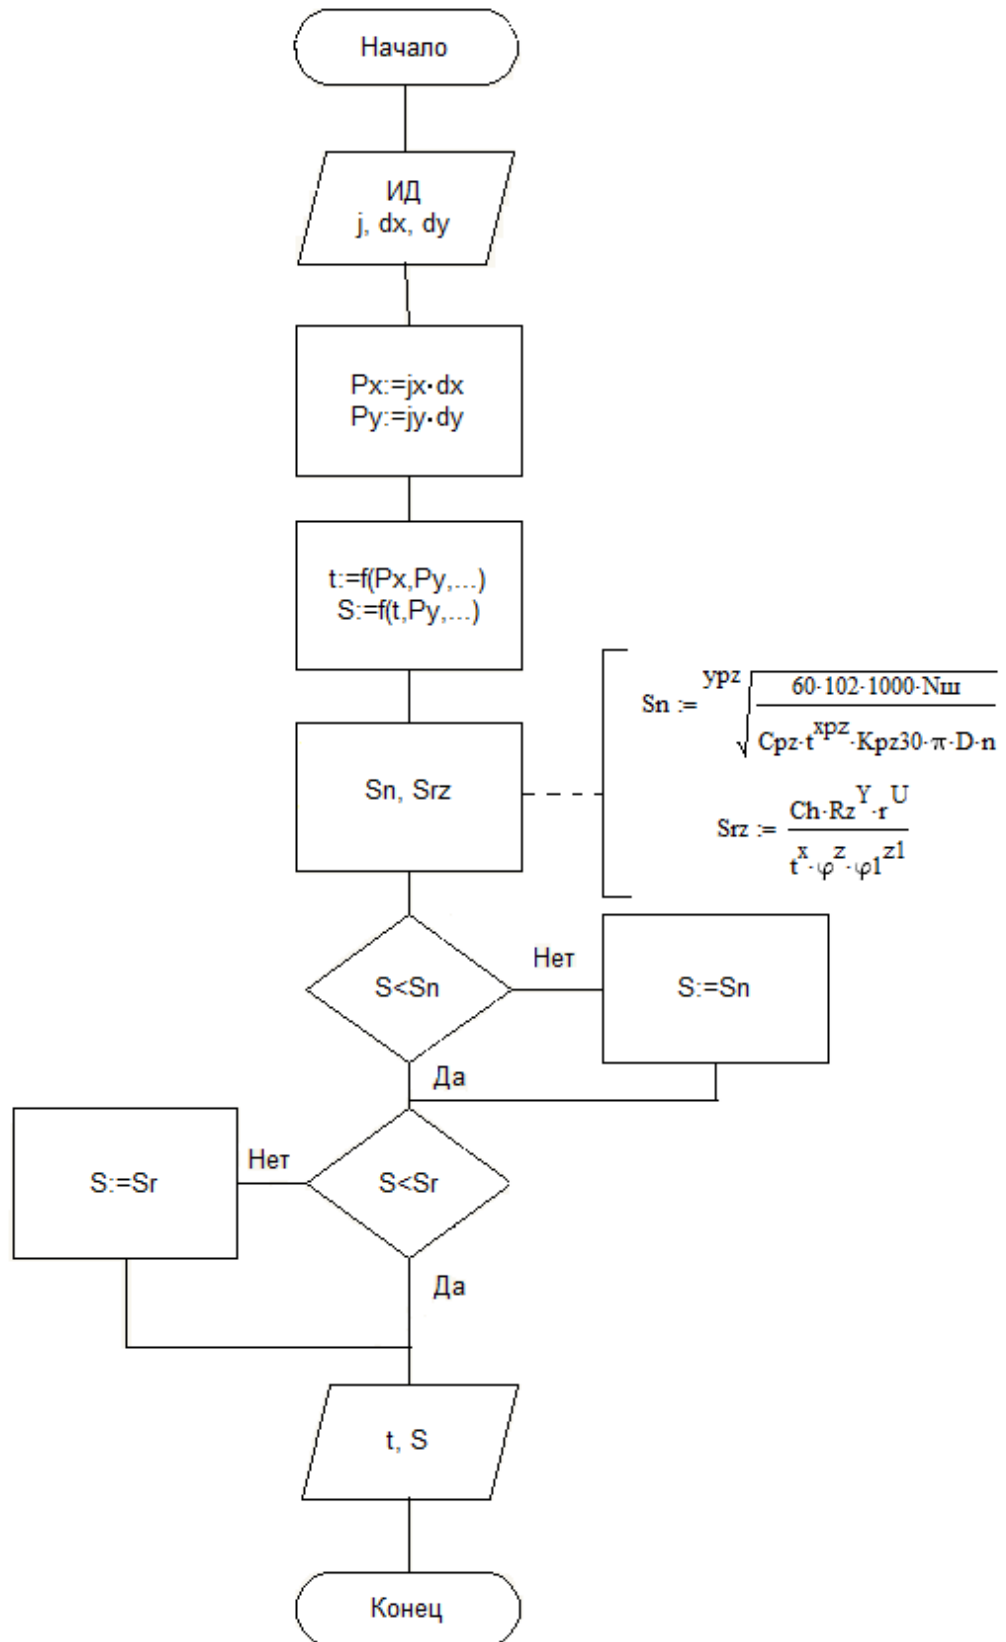 Начало
ИД
j, dx, dy
Px:=jx·dx
Py:=jy·dy
t:=f(Px,Py,...)
S:=f(t,Py,...)
Sn, Srz
Sn := ypz√(60·102·1000·Nш / Cpz·t^xpz·Kpz30·π·D·n)
Srz := Ch·Rz^Y·r^U / t^x·φ^z·φ1^z1
S<Sn
Нет
S:=Sn
Да
S:=Sr
Нет
S<Sr
Да
t, S
Конец